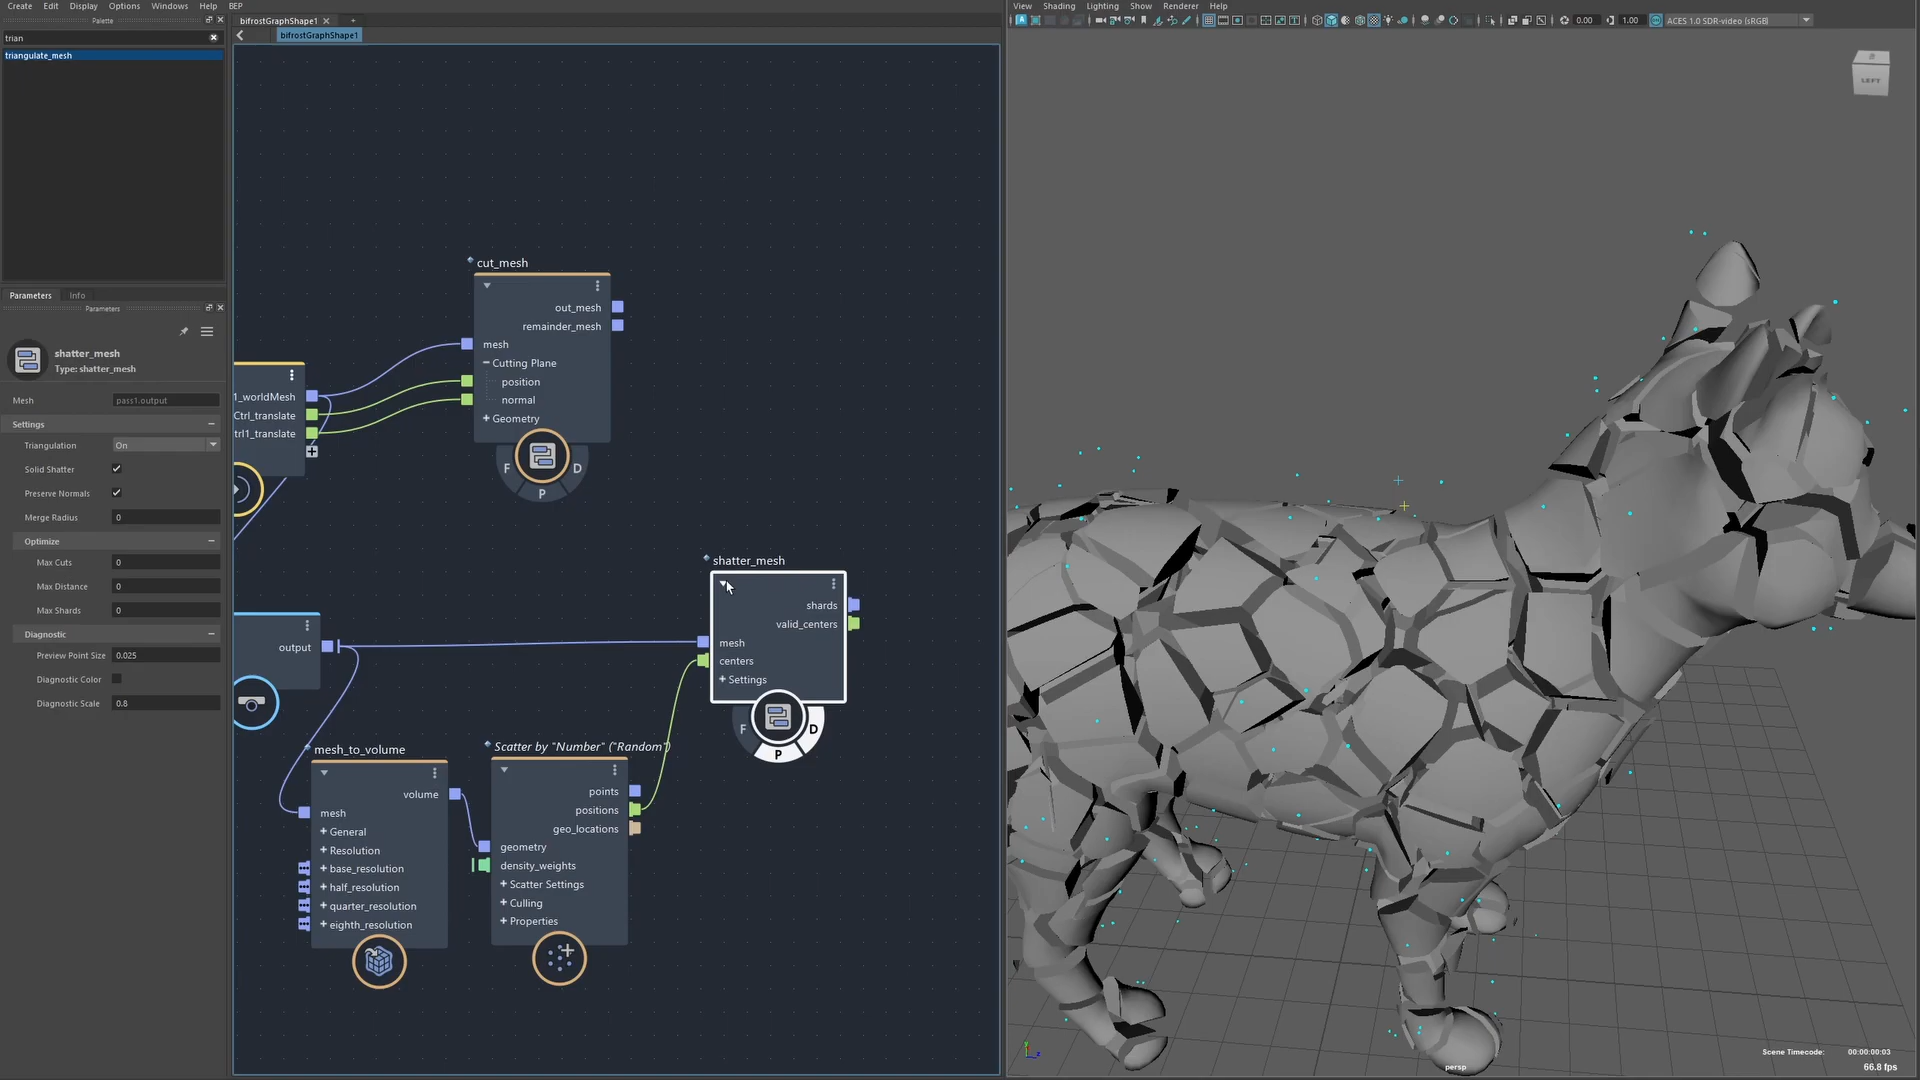 Create Edit Display Options Windows Help BEP
Palette
trian
triangulate_mesh
Parameters Info
Parameters
shatter_mesh
Type: shatter_mesh
Mesh pass1.output
Settings
Triangulation On
Solid Shatter
Preserve Normals
Merge Radius 0
Optimize
Max Cuts 0
Max Distance 0
Max Shards 0
Diagnostic
Preview Point Size 0.025
Diagnostic Color
Diagnostic Scale 0.8
bifrostGraphShape1
bifrostGraphShape1
cut_mesh
out_mesh
remainder_mesh
mesh
Cutting Plane
position
normal
Geometry
F D
P
1_worldMesh
Ctrl_translate
trl1_translate
output
shatter_mesh
shards
valid_centers
mesh
centers
Settings
F D
P
mesh_to_volume
volume
mesh
General
Resolution
base_resolution
half_resolution
quarter_resolution
eighth_resolution
Scatter by "Number" ("Random")
points
positions
geo_locations
geometry
density_weights
Scatter Settings
Culling
Properties
View Shading Lighting Show Renderer Help
0.00 1.00 ACES 1.0 SDR-video (sRGB)
LEFT
persp
Scene Timecode: 00:00:00:03
66.8 fps